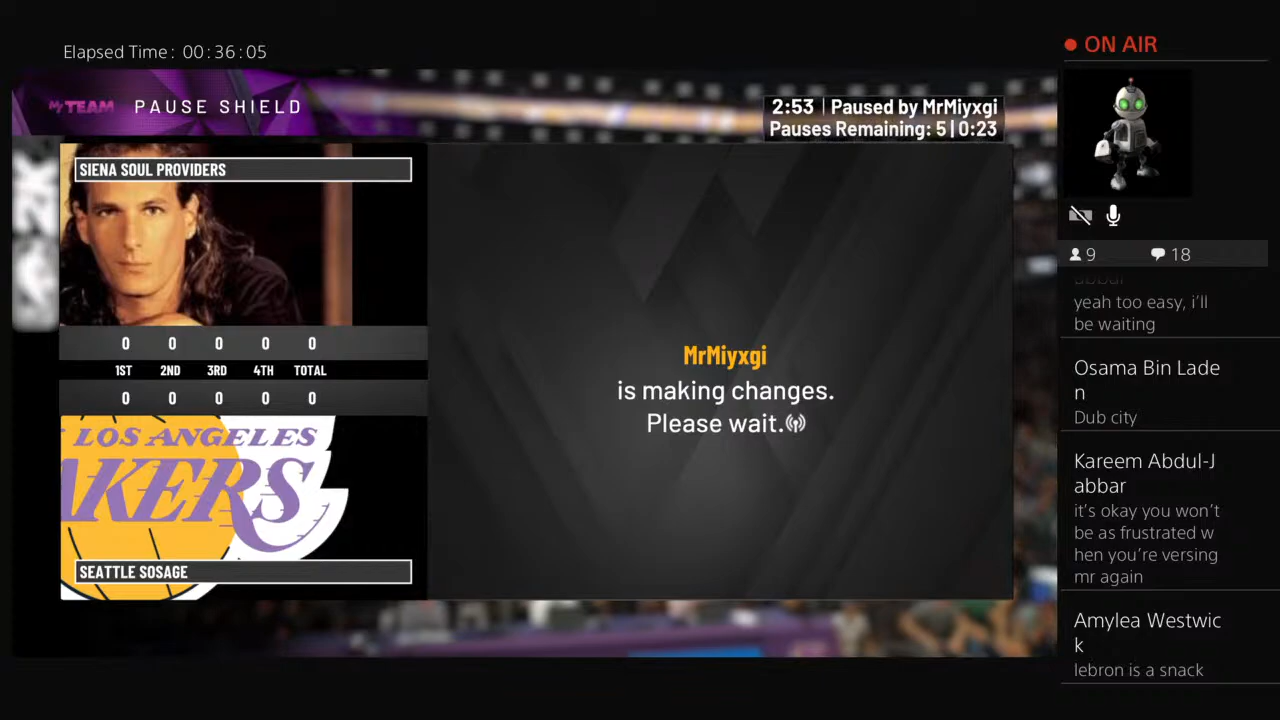 Elapsed Time: 00:36:05
ON AIR
MYTEAM PAUSE SHIELD
2:53 | Paused by MrMiyxgi
Pauses Remaining: 5 | 0:23
SIENA SOUL PROVIDERS
0 0 0 0 0
1ST 2ND 3RD 4TH TOTAL
0 0 0 0 0
LOS ANGELES
AKERS
SEATTLE SOSAGE
MrMiyxgi
is making changes.
Please wait.
9 18
abbar
yeah too easy, i'll
be waiting
Osama Bin Lade
n
Dub city
Kareem Abdul-J
abbar
it's okay you won't
be as frustrated w
hen you're versing
mr again
Amylea Westwic
k
lebron is a snack